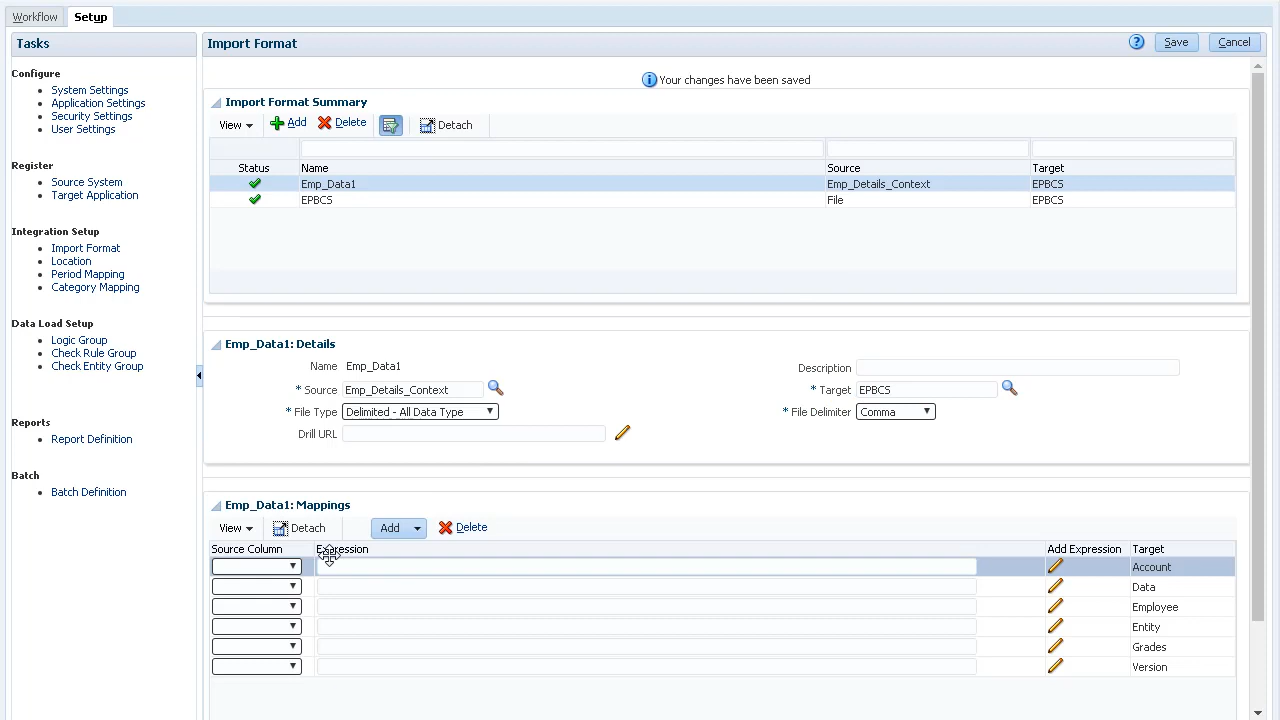 Workflow
Setup
Tasks
Configure
System Settings
Application Settings
Security Settings
User Settings
Register
Source System
Target Application
Integration Setup
Import Format
Location
Period Mapping
Category Mapping
Data Load Setup
Logic Group
Check Rule Group
Check Entity Group
Reports
Report Definition
Batch
Batch Definition
Import Format
? Save Cancel
Your changes have been saved
Import Format Summary
View Add Delete Detach
Status Name Source Target
Emp_Data1 Emp_Details_Context EPBCS
EPBCS File EPBCS
Emp_Data1: Details
Name Emp_Data1 Description
* Source Emp_Details_Context * Target EPBCS
* File Type Delimited - All Data Type * File Delimiter Comma
Drill URL
Emp_Data1: Mappings
View Detach Add Delete
Source Column Expression Add Expression Target
Account
Data
Employee
Entity
Grades
Version